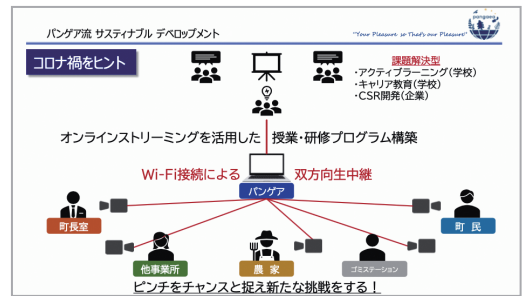 パンゲア流 サスティナブル デベロップメント
"Your Pleasure is That's our Pleasure"
pangaea
コロナ禍をヒント
課題解決型
・アクティブラーニング(学校)
・キャリア教育(学校)
・CSR開発(企業)
オンラインストリーミングを活用した 授業・研修プログラム構築
Wi-Fi接続による 双方向生中継
パンゲア
町長室
町 民
他事業所
農 家
ゴミステーション
ピンチをチャンスと捉え新たな挑戦をする!